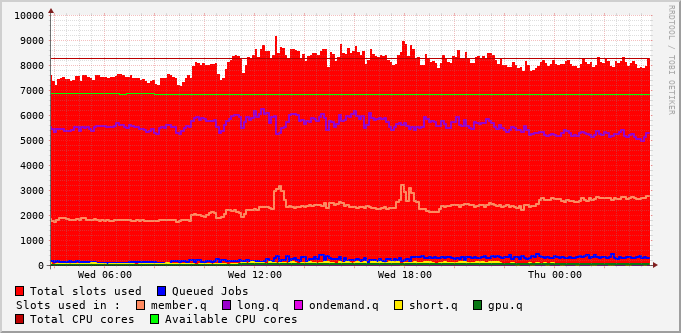 RRDTOOL / TOBI OETIKER
10000
9000
8000
7000
6000
5000
4000
3000
2000
1000
0
Wed 06:00 Wed 12:00 Wed 18:00 Thu 00:00
Total slots used Queued Jobs
Slots used in : member.q long.q ondemand.q short.q gpu.q
Total CPU cores Available CPU cores